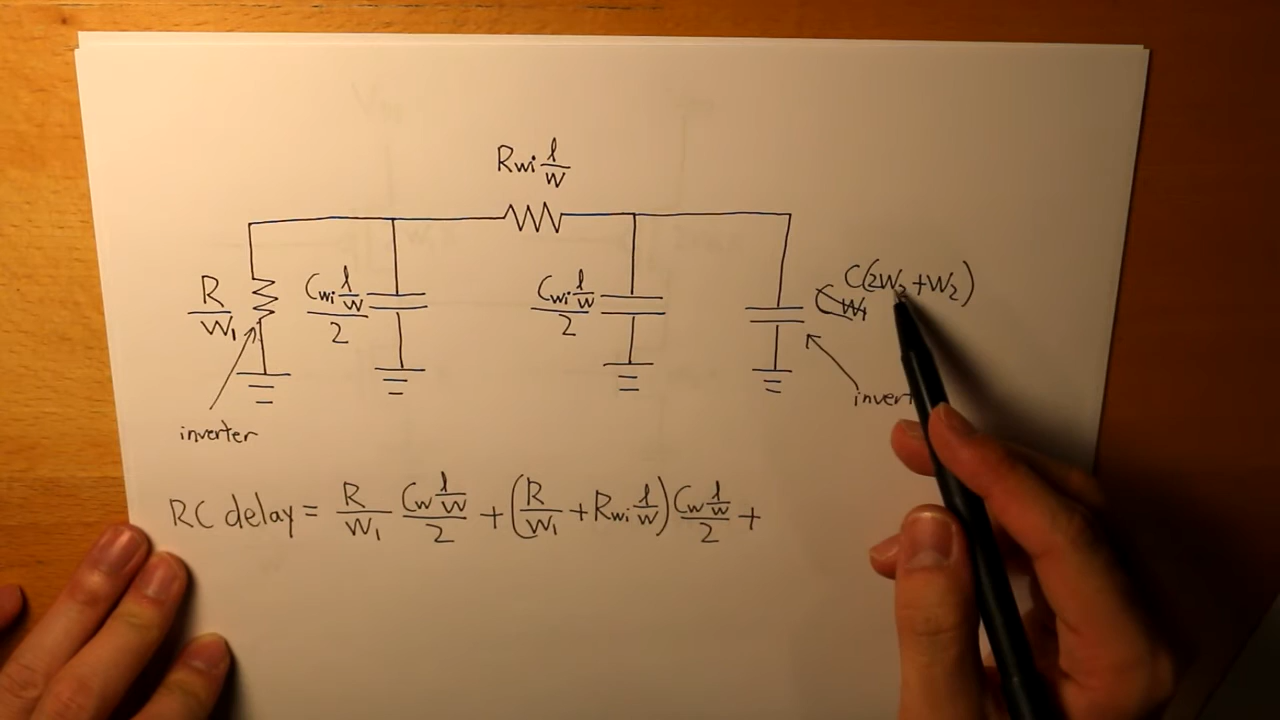 Rwi l/w
R/W₁
Cwi l/w / 2
Cwi l/w / 2
C(2W₂+W₂)
inverter
RC delay = R/W₁ Cw l/w / 2 + (R/W₁ + Rwi l/w) Cw l/w / 2 +